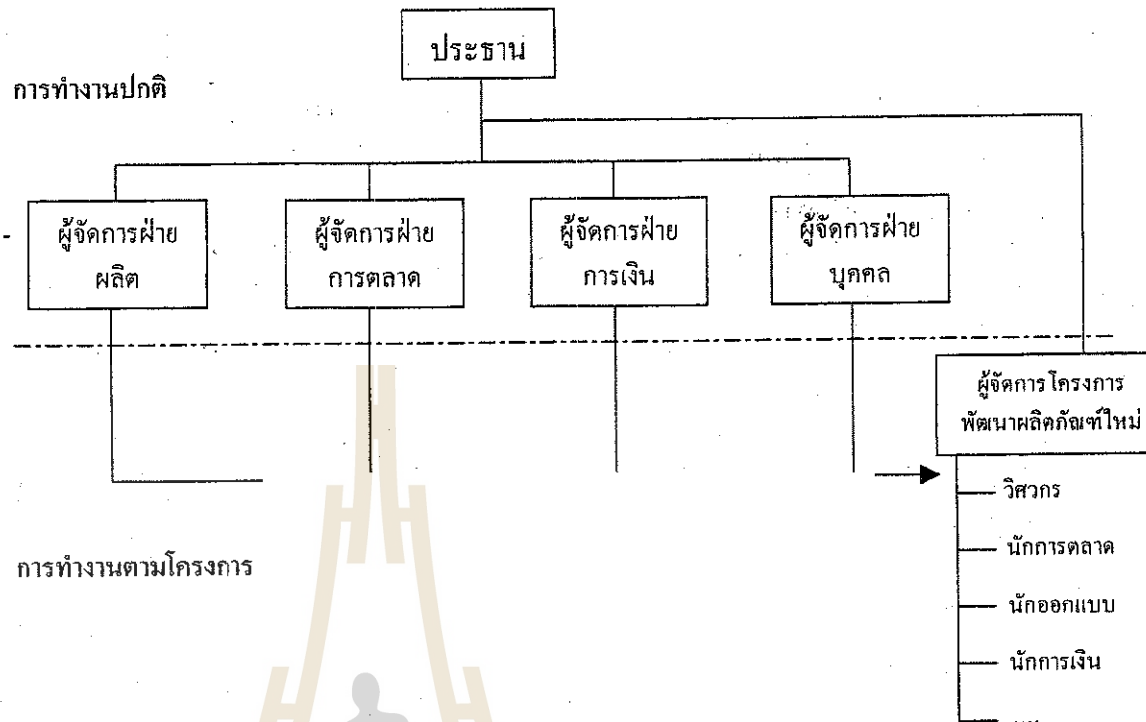 ประธาน
การทำงานปกติ
ผู้จัดการฝ่าย
ผลิต
ผู้จัดการฝ่าย
การตลาด
ผู้จัดการฝ่าย
การเงิน
ผู้จัดการฝ่าย
บุคคล
ผู้จัดการโครงการ
พัฒนาผลิตภัณฑ์ใหม่
วิศวกร
นักการตลาด
นักออกแบบ
นักการเงิน
การทำงานตามโครงการ